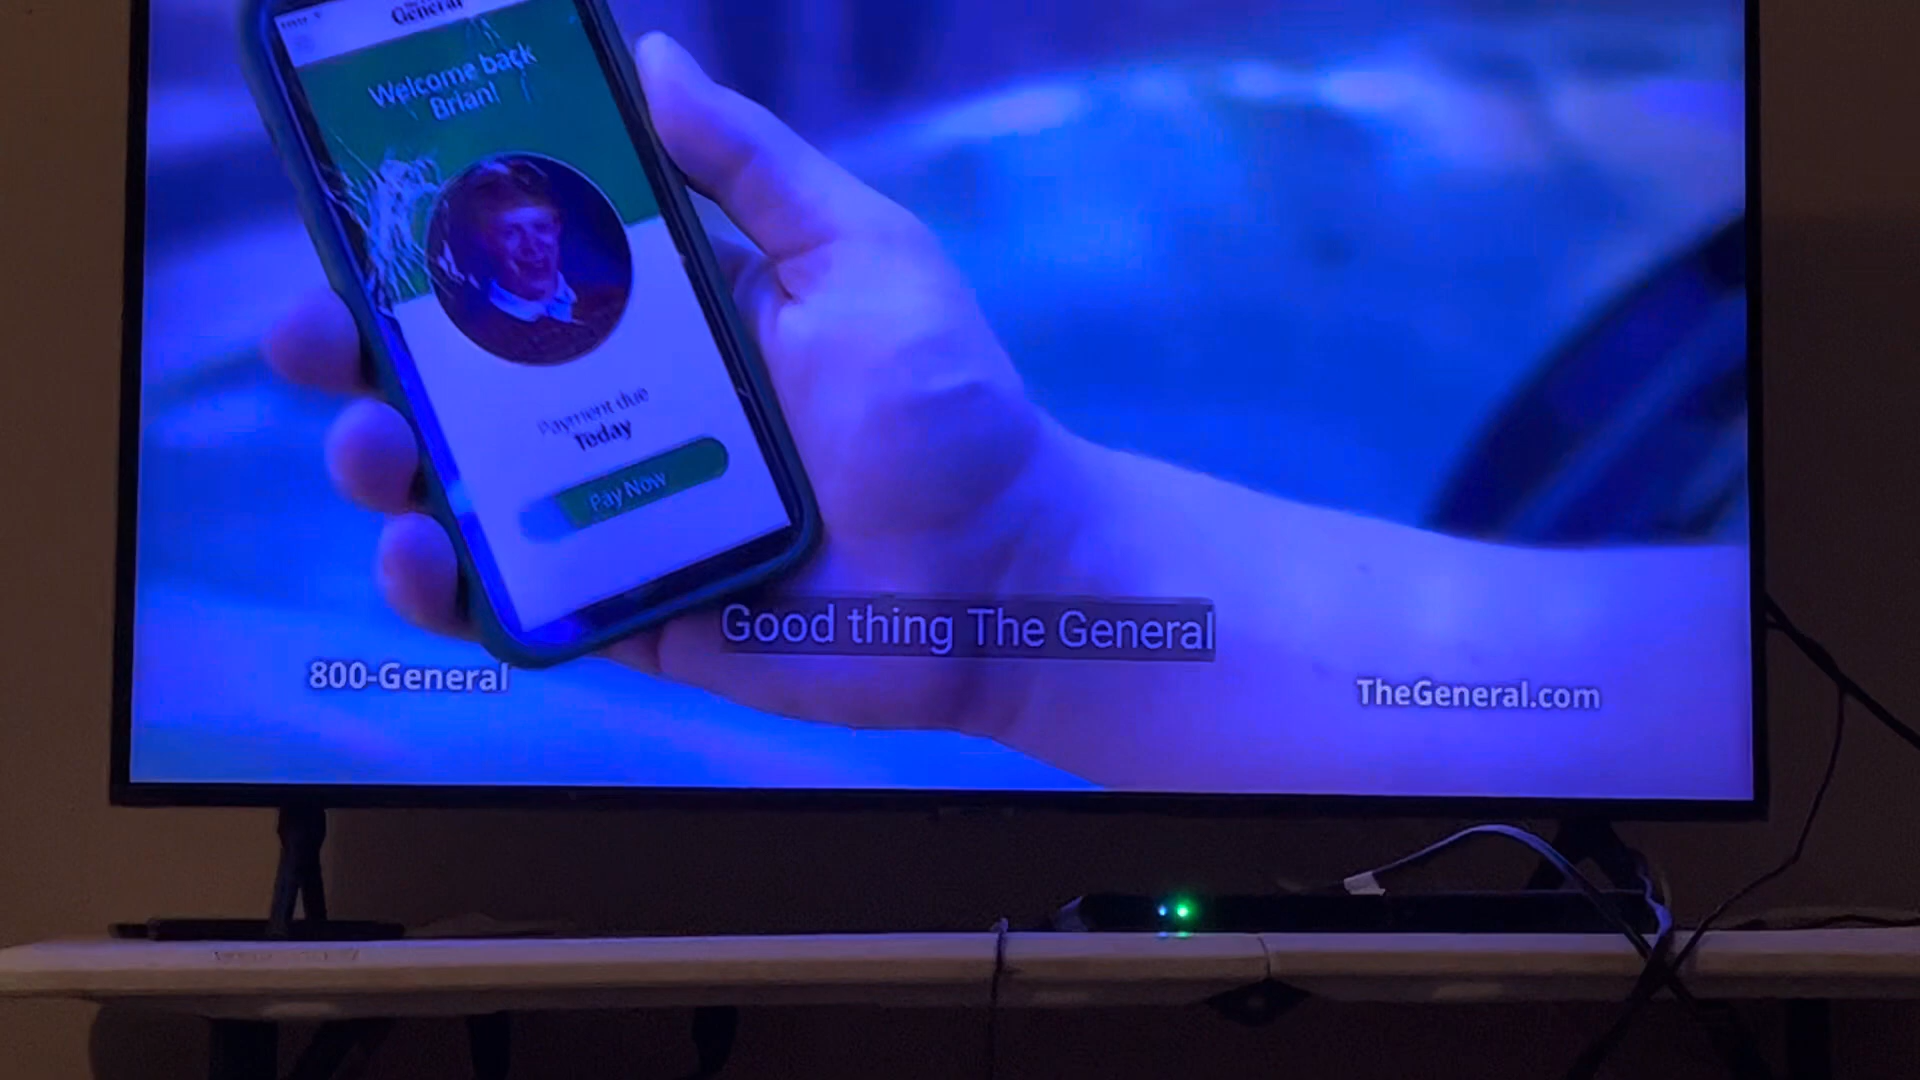 General
Welcome back
Brian!
Payment due
Today
Pay Now
Good thing The General
800-General
TheGeneral.com